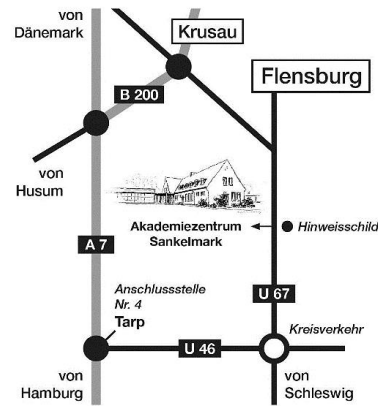 von
Dänemark
Krusau
Flensburg
B 200
von
Husum
Akademiezentrum
Sankelmark
Hinweisschild
A 7
U 67
Anschlussstelle
Nr. 4
Tarp
Kreisverkehr
U 46
von
Hamburg
von
Schleswig